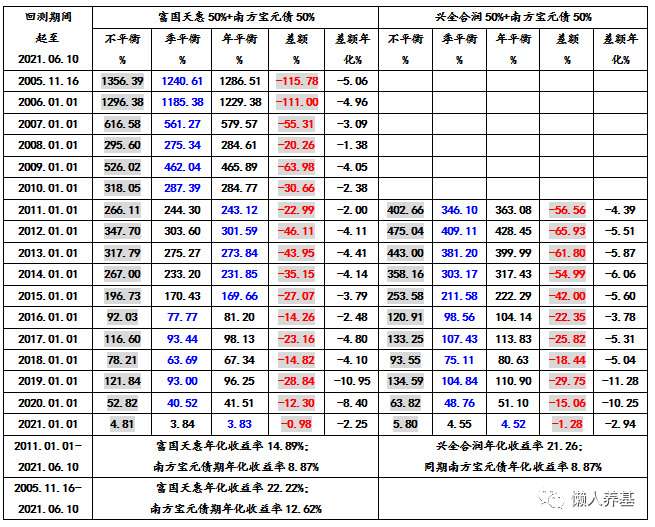 回测期间 起至 2021.06.10 富国天惠 50%+南方宝元债 50% 兴全合润 50%+南方宝元债 50%
不平衡% 季平衡% 年平衡% 差额% 差额年化% 不平衡% 季平衡% 年平衡% 差额% 差额年化%
2005.11.16 1356.39 1240.61 1286.51 -115.78 -5.06
2006.01.01 1296.38 1185.38 1229.38 -111.00 -4.96
2007.01.01 616.58 561.27 579.57 -55.31 -3.09
2008.01.01 295.60 275.34 284.61 -20.26 -1.38
2009.01.01 526.02 462.04 465.89 -63.98 -4.05
2010.01.01 318.05 287.39 284.77 -30.66 -2.38
2011.01.01 266.11 244.30 243.12 -22.99 -2.00 402.66 346.10 363.08 -56.56 -4.39
2012.01.01 347.70 303.60 301.59 -46.11 -4.11 475.04 409.11 428.45 -65.93 -5.51
2013.01.01 317.79 275.27 273.84 -43.95 -4.41 443.00 381.20 399.99 -61.80 -5.87
2014.01.01 267.00 233.20 231.85 -35.15 -4.14 358.16 303.17 317.43 -54.99 -6.06
2015.01.01 196.73 170.43 169.66 -27.07 -3.79 253.58 211.58 222.29 -42.00 -5.60
2016.01.01 92.03 77.77 81.20 -14.26 -2.48 120.91 98.56 104.14 -22.35 -3.78
2017.01.01 116.60 93.44 98.13 -23.16 -4.80 133.25 107.43 113.83 -25.82 -5.31
2018.01.01 78.21 63.69 67.34 -14.82 -4.10 93.55 75.11 80.63 -18.44 -5.04
2019.01.01 121.84 93.00 96.25 -28.84 -10.95 134.59 104.84 110.90 -29.75 -11.28
2020.01.01 52.82 40.52 41.51 -12.30 -8.40 63.82 48.76 51.10 -15.06 -10.25
2021.01.01 4.81 3.84 3.83 -0.98 -2.25 5.80 4.55 4.52 -1.28 -2.94
2011.01.01- 富国天惠年化收益率 14.89%; 兴全合润年化收益率 21.26;
2021.06.10 南方宝元债期年化收益率 8.87% 同期南方宝元债年化收益率 8.87%
2005.11.16- 富国天惠年化收益率 22.22%;
2021.06.10 南方宝元债期年化收益率 12.62%
懒人养基